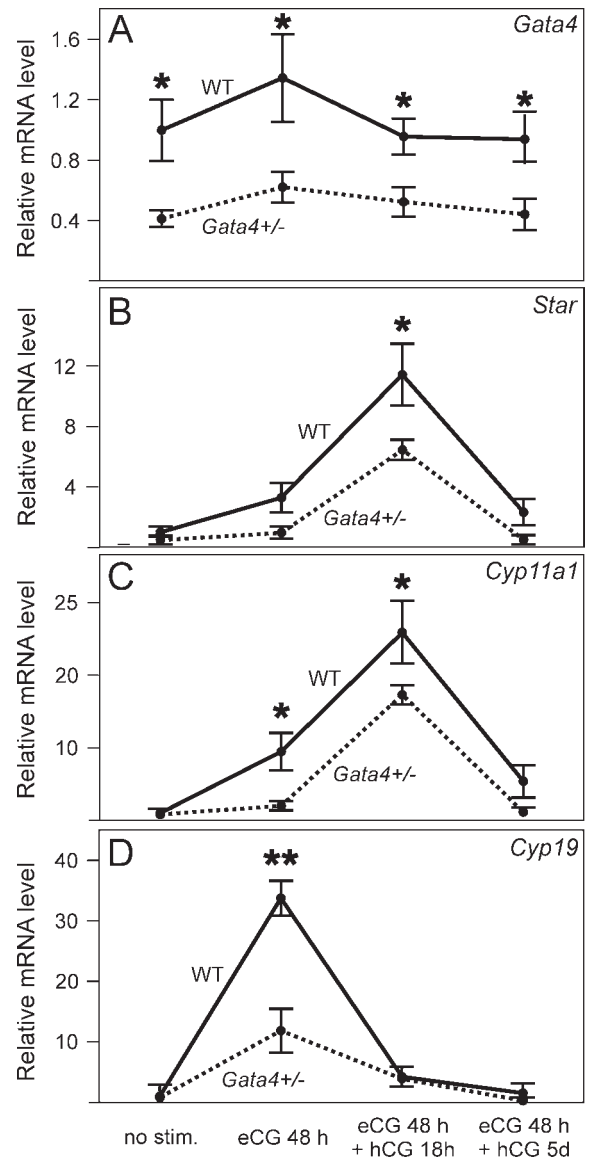 A
Gata4
*
*
*
*
1.6
1.2
0.8
0.4
WT
Gata4+/-
Relative mRNA level
B
Star
*
12
8
4
WT
Gata4+/-
Relative mRNA level
C
Cyp11a1
*
*
25
20
10
WT
Gata4+/-
Relative mRNA level
D
Cyp19
**
40
30
20
10
WT
Gata4+/-
Relative mRNA level
no stim.
eCG 48 h
eCG 48 h
+ hCG 18h
eCG 48 h
+ hCG 5d